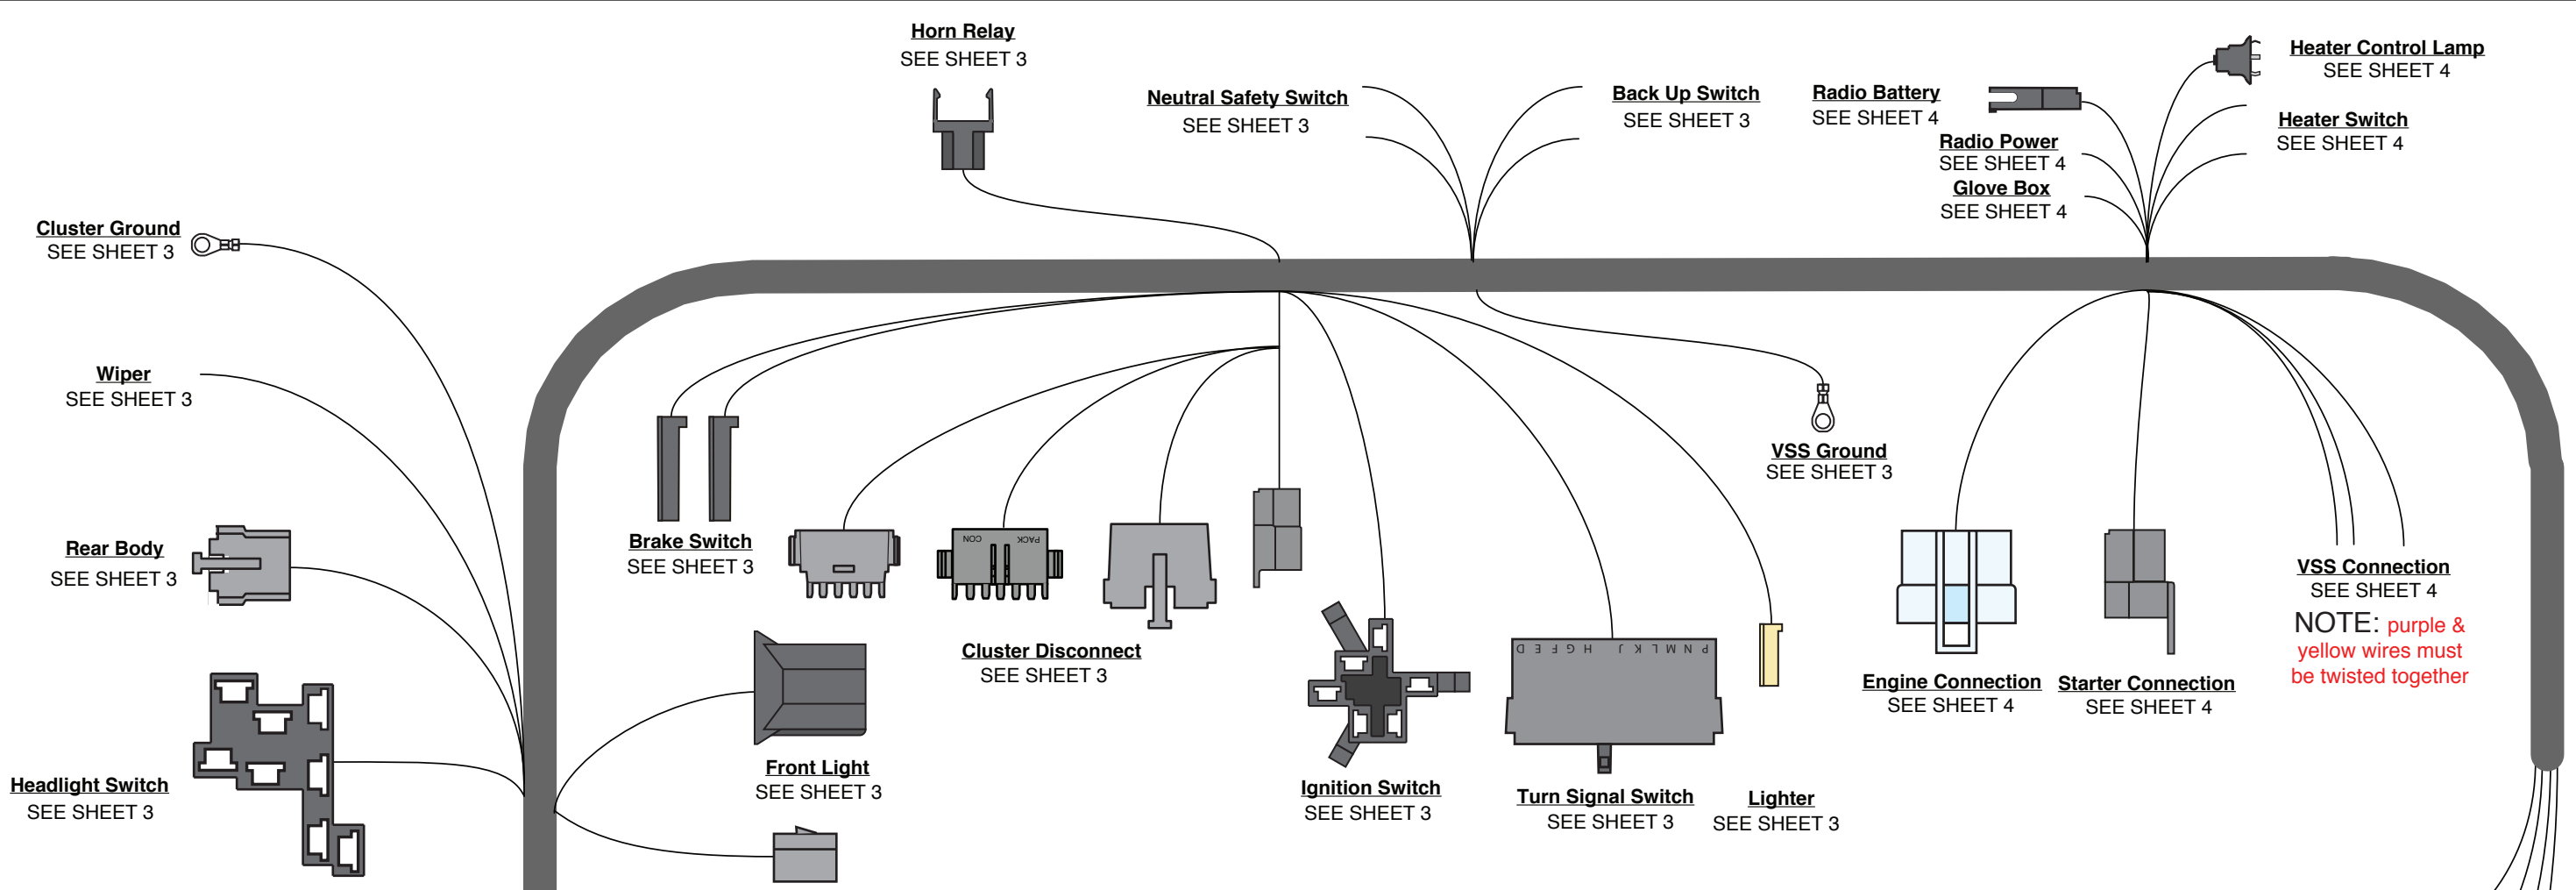 Horn Relay
SEE SHEET 3
Neutral Safety Switch
SEE SHEET 3
Back Up Switch
SEE SHEET 3
Radio Battery
SEE SHEET 4
Radio Power
SEE SHEET 4
Glove Box
SEE SHEET 4
Heater Control Lamp
SEE SHEET 4
Heater Switch
SEE SHEET 4
Cluster Ground
SEE SHEET 3
Wiper
SEE SHEET 3
Rear Body
SEE SHEET 3
Headlight Switch
SEE SHEET 3
Brake Switch
SEE SHEET 3
Front Light
SEE SHEET 3
PACK CON
Cluster Disconnect
SEE SHEET 3
Ignition Switch
SEE SHEET 3
P N M L K J H G F E D
Turn Signal Switch
SEE SHEET 3
Lighter
SEE SHEET 3
VSS Ground
SEE SHEET 3
Engine Connection
SEE SHEET 4
Starter Connection
SEE SHEET 4
VSS Connection
SEE SHEET 4
NOTE: purple &
yellow wires must
be twisted together